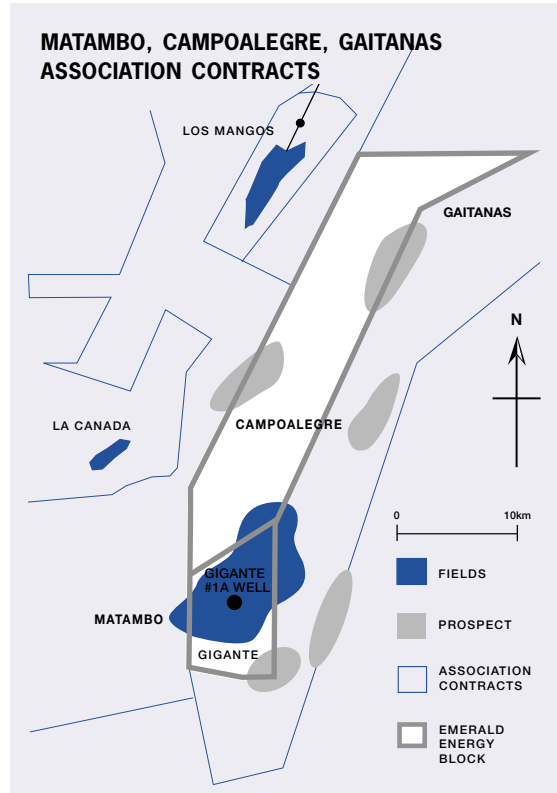 MATAMBO, CAMPOALEGRE, GAITANAS
ASSOCIATION CONTRACTS
LOS MANGOS
GAITANAS
N
CAMPOALEGRE
LA CANADA
0 10km
GIGANTE
#1A WELL
FIELDS
MATAMBO
PROSPECT
GIGANTE
ASSOCIATION
CONTRACTS
EMERALD
ENERGY
BLOCK